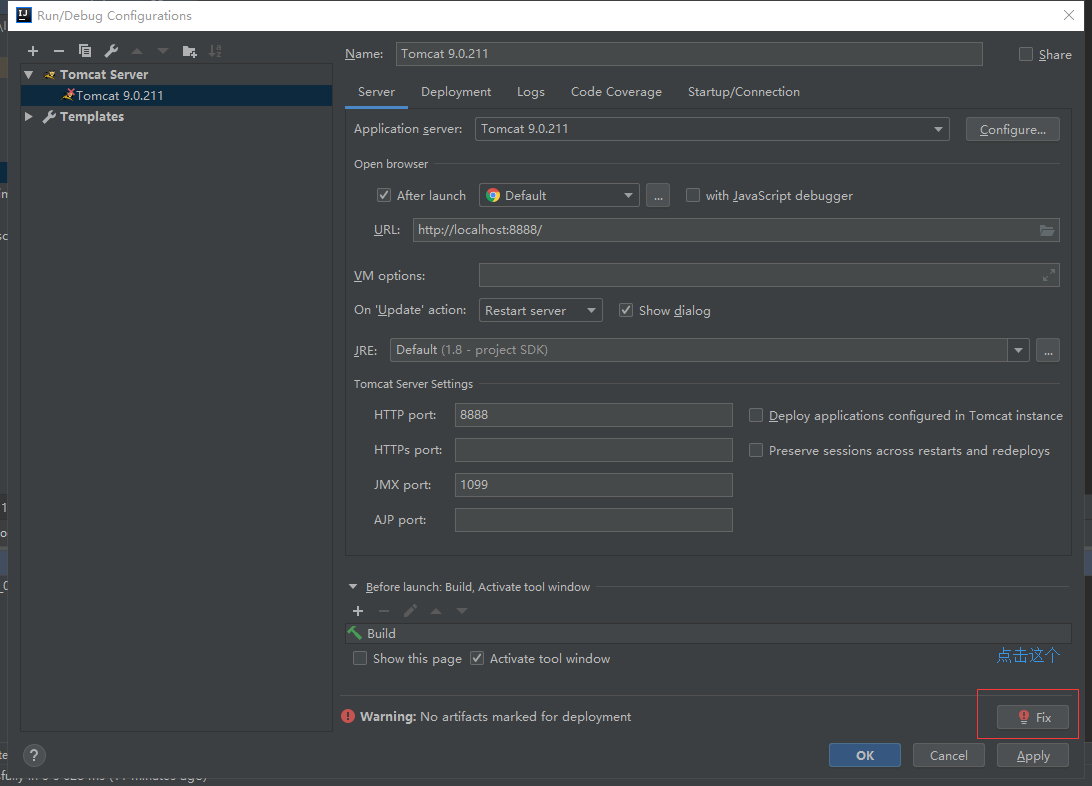 Run/Debug Configurations
Name: Tomcat 9.0.211
Share
Tomcat Server
Tomcat 9.0.211
Templates
Server Deployment Logs Code Coverage Startup/Connection
Application server: Tomcat 9.0.211 Configure...
Open browser
After launch Default ... with JavaScript debugger
URL: http://localhost:8888/
VM options:
On 'Update' action: Restart server Show dialog
JRE: Default (1.8 - project SDK) ...
Tomcat Server Settings
HTTP port: 8888 Deploy applications configured in Tomcat instance
HTTPs port: Preserve sessions across restarts and redeploys
JMX port: 1099
AJP port:
Before launch: Build, Activate tool window
Build
点击这个
Show this page Activate tool window
Warning: No artifacts marked for deployment Fix
? OK Cancel Apply